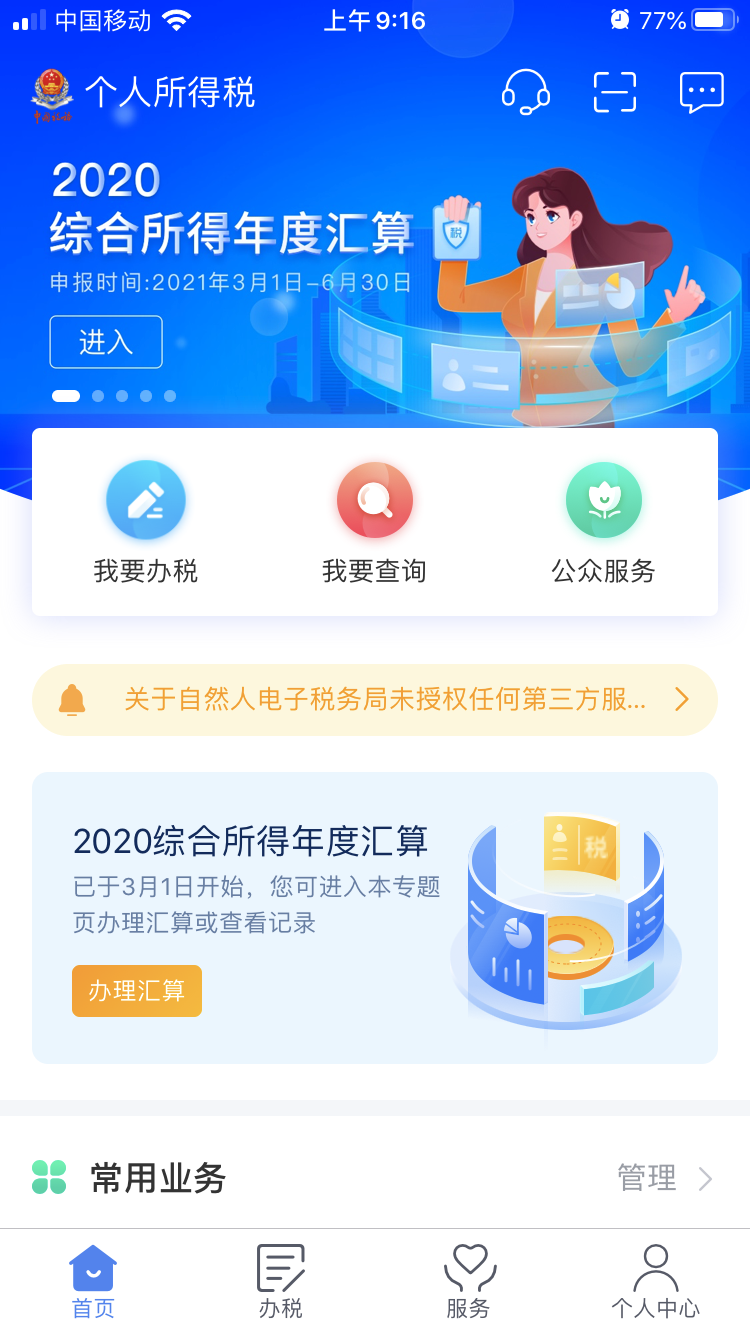 中国移动
上午9:16
77%
个人所得税
2020
综合所得年度汇算
税
申报时间:2021年3月1日-6月30日
进入
我要办税
我要查询
公众服务
关于自然人电子税务局未授权任何第三方服...
2020综合所得年度汇算
税
已于3月1日开始，您可进入本专题
页办理汇算或查看记录
办理汇算
常用业务
管理
首页
办税
服务
个人中心